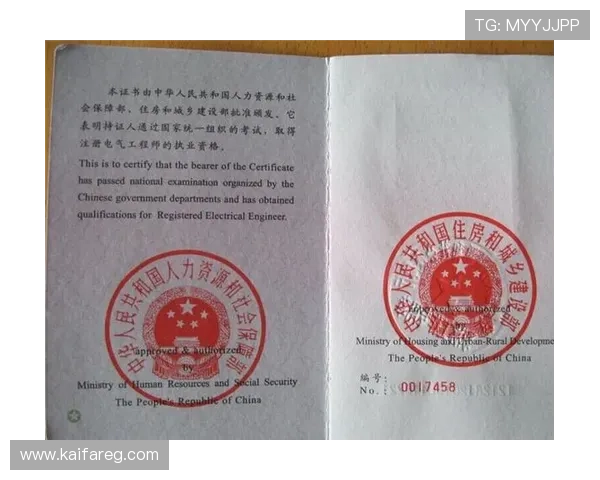 TG: MYYJJPP
本证书由中华人民共和国人力资源和社
会保障部、住房和城乡建设部批准颁发。它
表明持证人通过国家统一组织的考试，取得
注册电气工程师的执业资格。
This is to certify that the bearer of the Certificate
has passed national examination organized by the
Chinese government departments and has obtained
qualifications for Registered Electrical Engineer.
中华人民共和国人力资源和社会保障部
approved & authorized
by
Ministry of Human Resources and Social Security
The People's Republic of China
中华人民共和国住房和城乡建设部
approved & authorized
by
Ministry of Housing and Urban-Rural Developme
The People's Republic of China
编号:
No.: 0017458
www.kaifareg.com